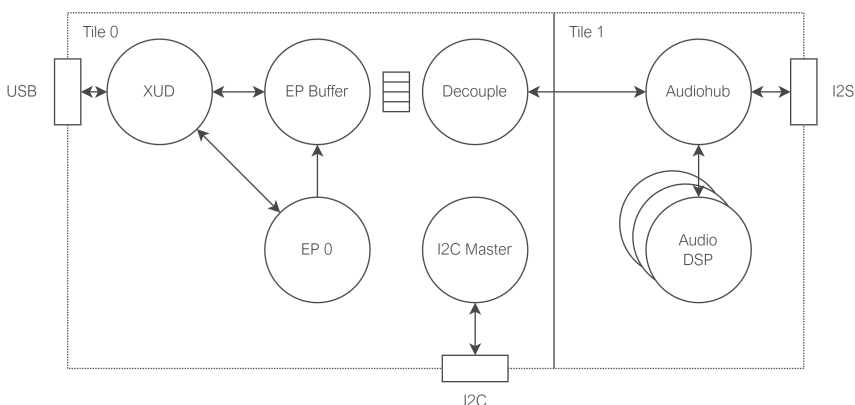 Tile 0
Tile 1
USB
XUD
EP Buffer
Decouple
Audiohub
I2S
EP 0
I2C Master
Audio
DSP
I2C